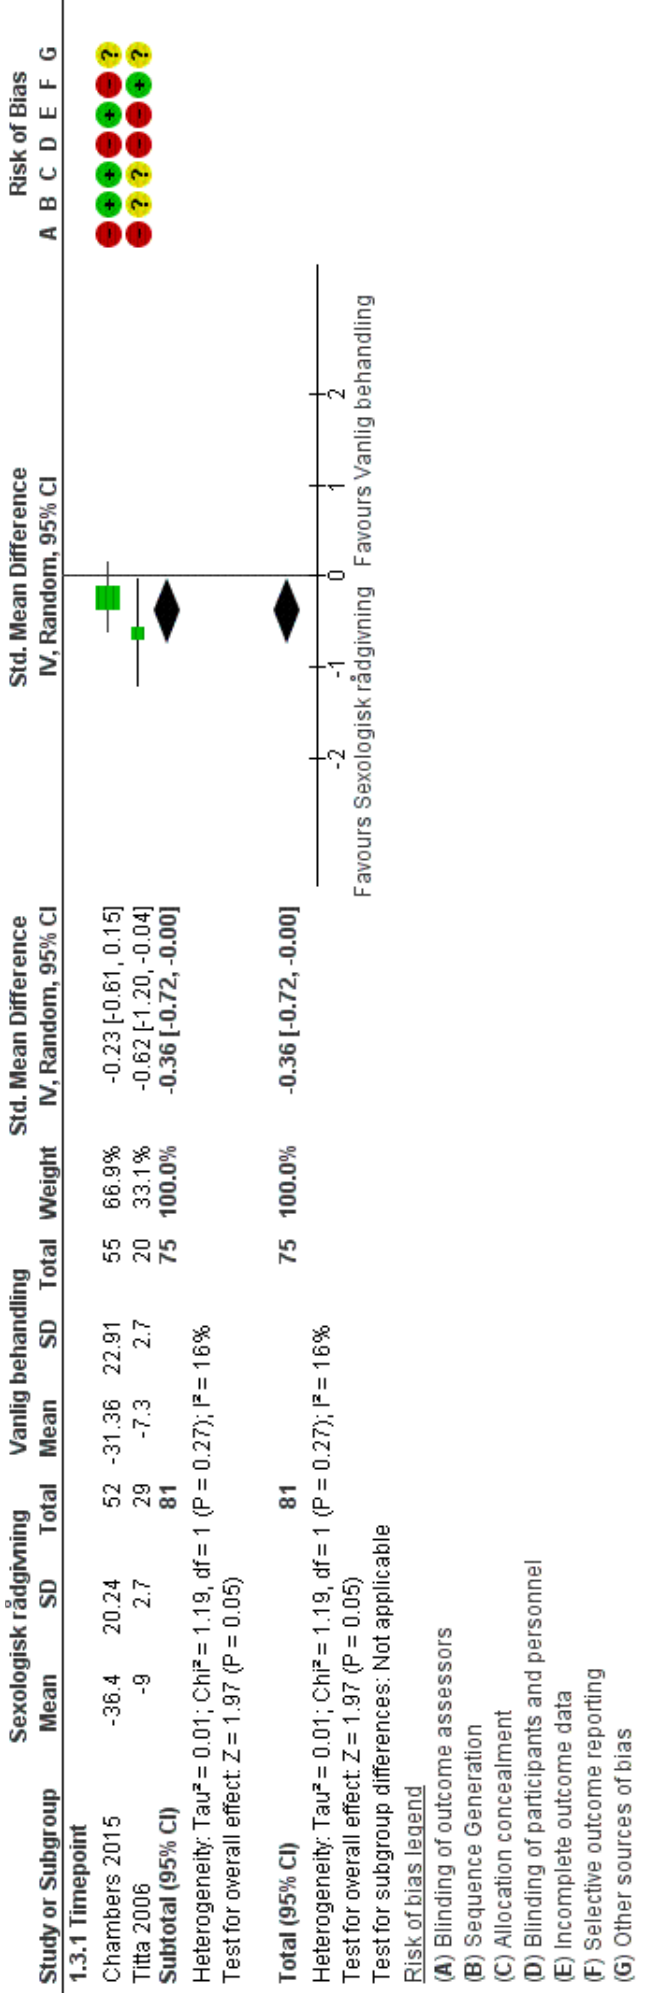 Sexologisk rådgivning Vanlig behandling Std. Mean Difference Std. Mean Difference Risk of Bias
Study or Subgroup Mean SD Total Mean SD Total Weight IV, Random, 95% CI IV, Random, 95% CI A B C D E F G
1.3.1 Timepoint
Chambers 2015 -36.4 20.24 52 -31.36 22.91 55 66.9% -0.23 [-0.61, 0.15] - + + - + - ?
Titta 2006 -9 2.7 29 -7.3 2.7 20 33.1% -0.62 [-1.20, -0.04] - ? ? - - + ?
Subtotal (95% CI) 81 75 100.0% -0.36 [-0.72, -0.00]
Heterogeneity: Tau² = 0.01; Chi² = 1.19, df = 1 (P = 0.27); I² = 16%
Test for overall effect: Z = 1.97 (P = 0.05)
Total (95% CI) 81 75 100.0% -0.36 [-0.72, -0.00]
Heterogeneity: Tau² = 0.01; Chi² = 1.19, df = 1 (P = 0.27); I² = 16%
Test for overall effect: Z = 1.97 (P = 0.05)
Test for subgroup differences: Not applicable
-2 -1 0 1 2
Favours Sexologisk rådgivning Favours Vanlig behandling
Risk of bias legend
(A) Blinding of outcome assessors
(B) Sequence Generation
(C) Allocation concealment
(D) Blinding of participants and personnel
(E) Incomplete outcome data
(F) Selective outcome reporting
(G) Other sources of bias